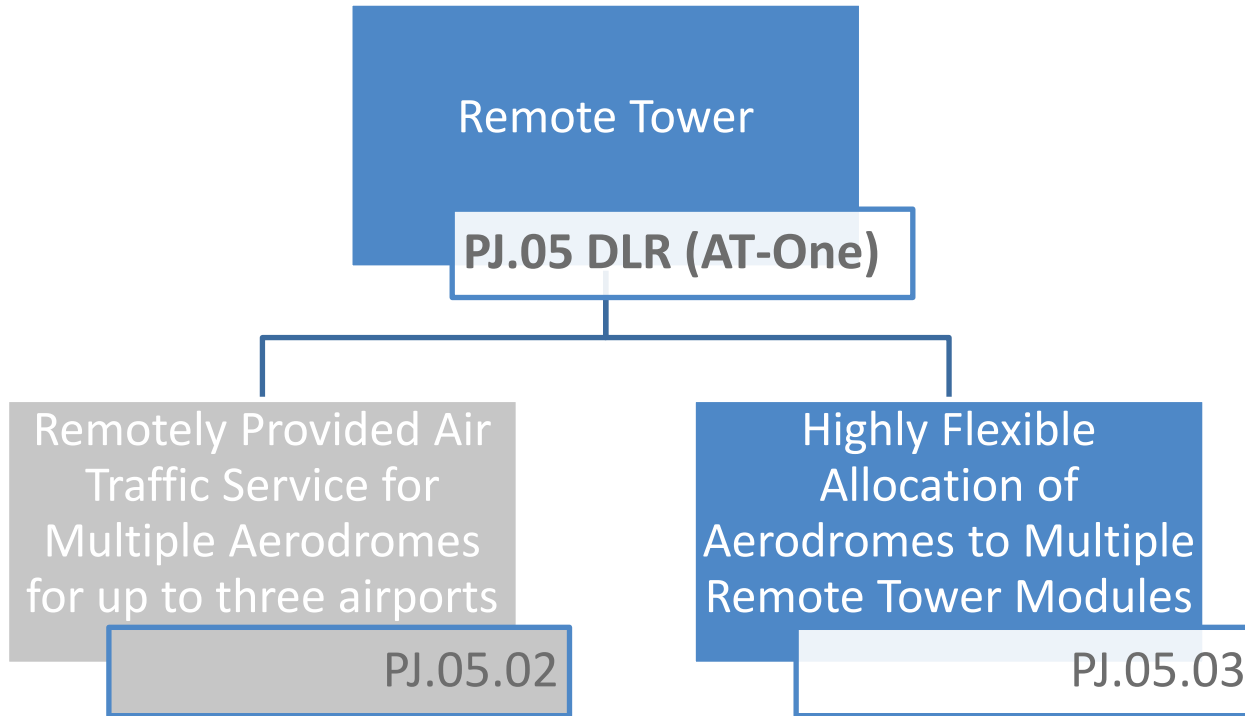 Remote Tower
PJ.05 DLR (AT-One)
Remotely Provided Air
Traffic Service for
Multiple Aerodromes
for up to three airports
PJ.05.02
Highly Flexible
Allocation of
Aerodromes to Multiple
Remote Tower Modules
PJ.05.03